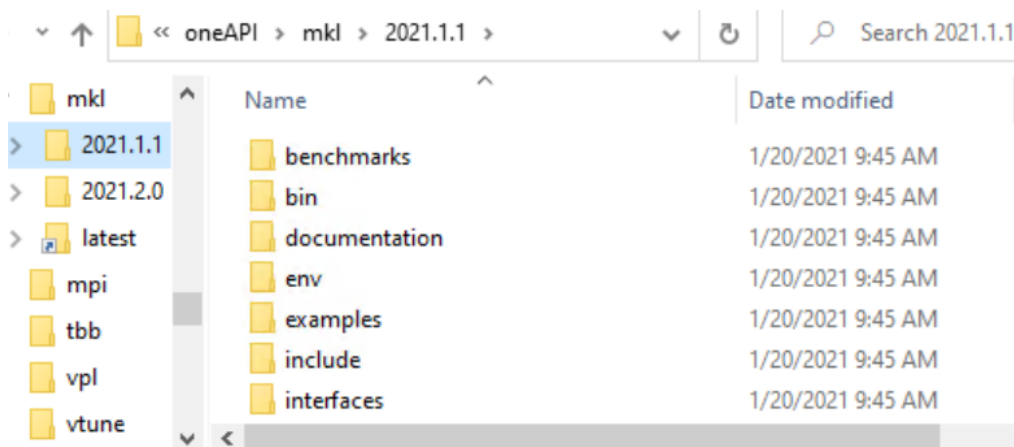 « oneAPI > mkl > 2021.1.1 > Search 2021.1.1
mkl
2021.1.1
2021.2.0
latest
mpi
tbb
vpl
vtune
Name Date modified
benchmarks 1/20/2021 9:45 AM
bin 1/20/2021 9:45 AM
documentation 1/20/2021 9:45 AM
env 1/20/2021 9:45 AM
examples 1/20/2021 9:45 AM
include 1/20/2021 9:45 AM
interfaces 1/20/2021 9:45 AM